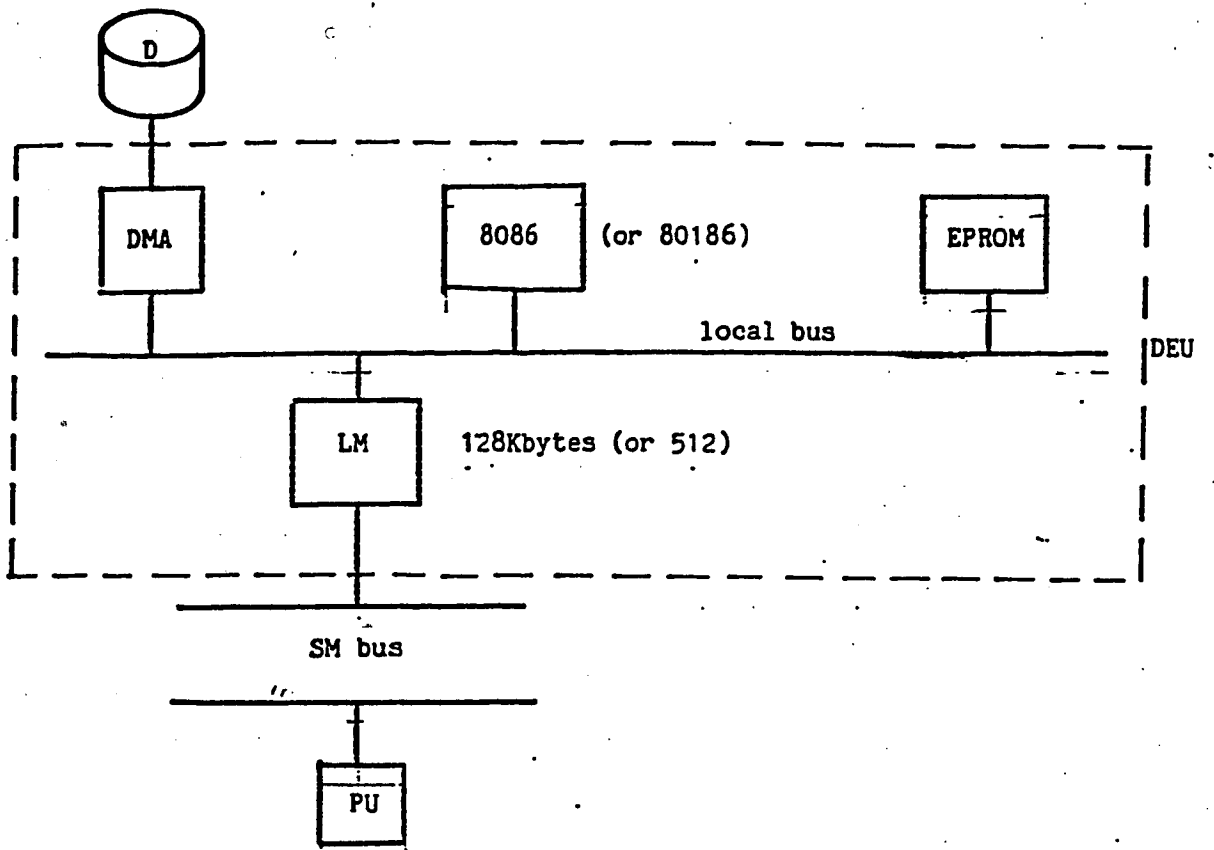 D
DMA
8086 (or 80186)
EPROM
local bus
DEU
LM
128Kbytes (or 512)
SM bus
PU